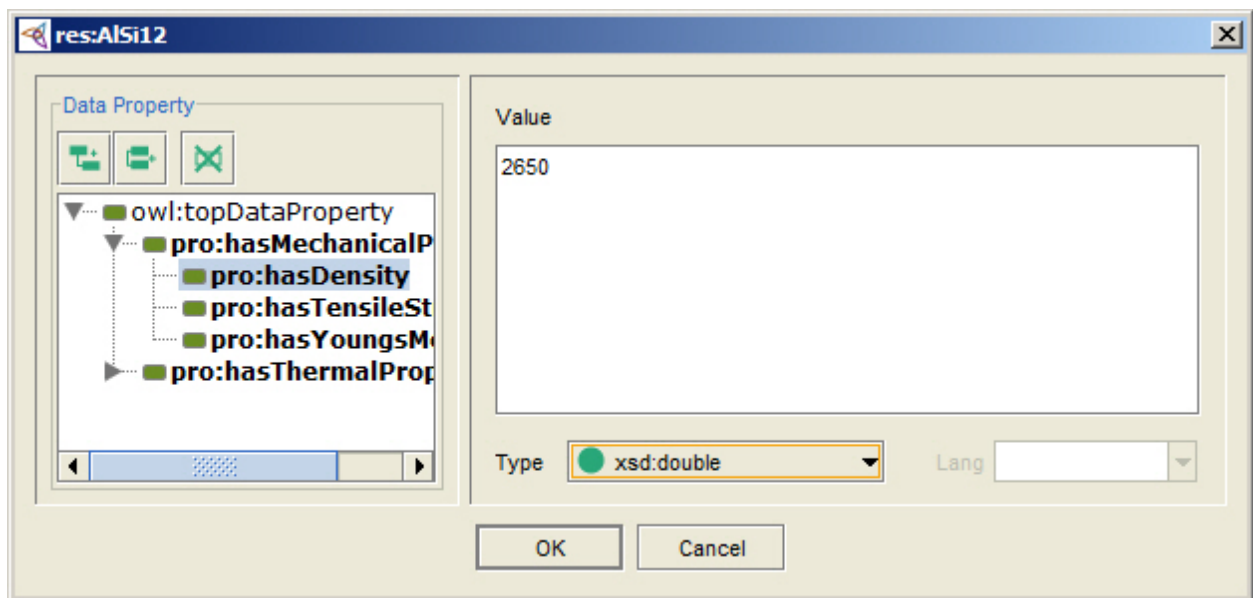 res:AlSi12
Data Property
owl:topDataProperty
pro:hasMechanicalP
pro:hasDensity
pro:hasTensileSt
pro:hasYoungsM
pro:hasThermalProp
Value
2650
Type xsd:double Lang
OK Cancel